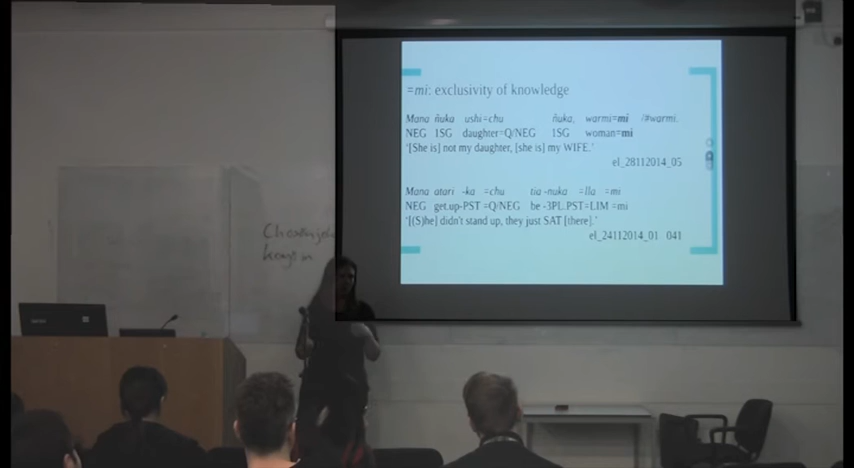 =mi: exclusivity of knowledge
Mana ñuka ushi=chu ñuka, warmi=mi /#warmi.
NEG 1SG daughter=Q/NEG 1SG woman=mi
‘[She is] not my daughter, [she is] my WIFE.’
el_28112014_05
Mana atari -ka =chu tia -nuka =lla =mi
NEG get.up-PST =Q/NEG be -3PL.PST=LIM =mi
‘[(S)he] didn't stand up, they just SAT [there].’
el_24112014_01 041